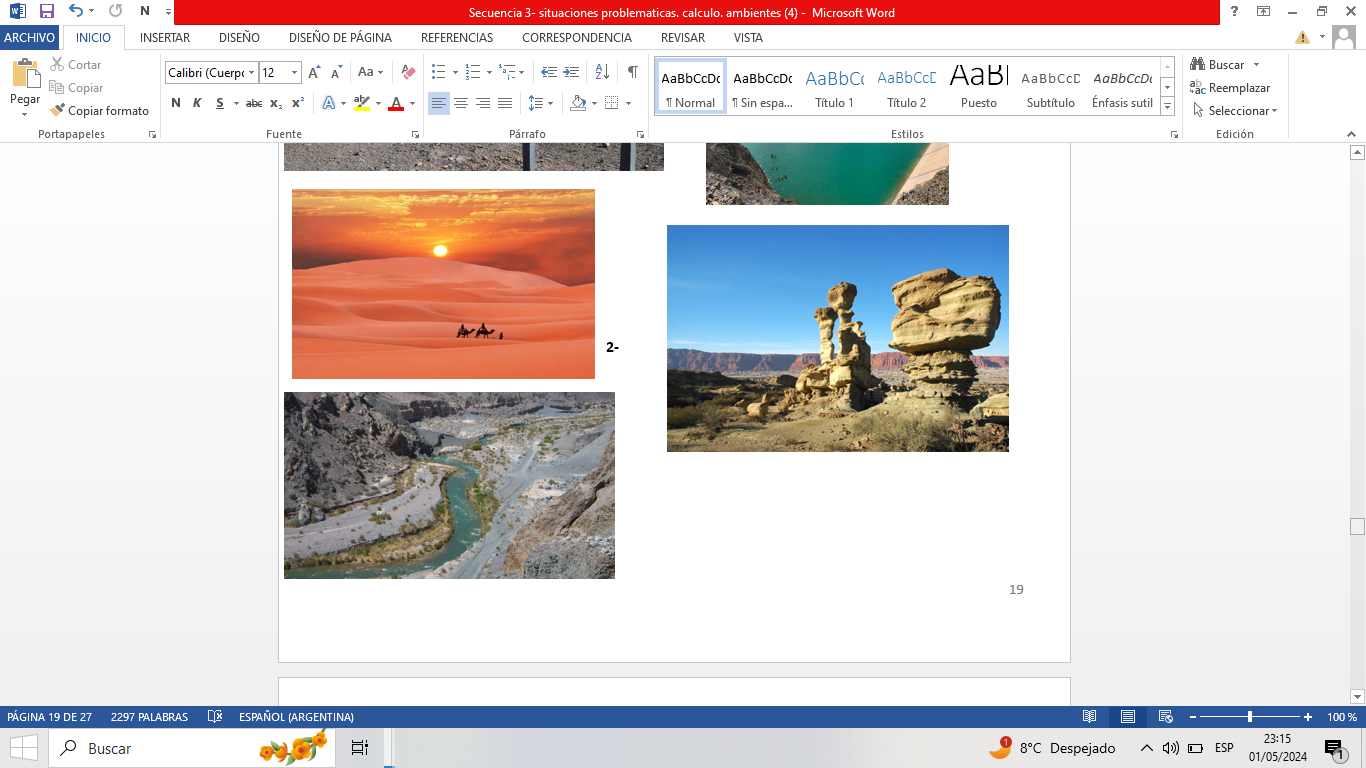 Secuencia 3- situaciones problematicas. calculo. ambientes (4) - Microsoft Word
ARCHIVO INICIO INSERTAR DISEÑO DISEÑO DE PÁGINA REFERENCIAS CORRESPONDENCIA REVISAR VISTA
Pegar
Cortar
Copiar
Copiar formato
Portapapeles
Calibri (Cuerpo 12
N K S abc x₂ x²
Fuente
Párrafo
AaBbCcDc AaBbCcDc AaBbCc AaBbCcD AaBl AaBbCcD AaBbCcDc
¶ Normal ¶ Sin espa... Título 1 Título 2 Puesto Subtítulo Énfasis sutil
Estilos
Buscar
Reemplazar
Seleccionar
Edición
2-
19
PÁGINA 19 DE 27 2297 PALABRAS ESPAÑOL (ARGENTINA) 100 %
Buscar
1
8°C Despejado
ESP
23:15
01/05/2024
1